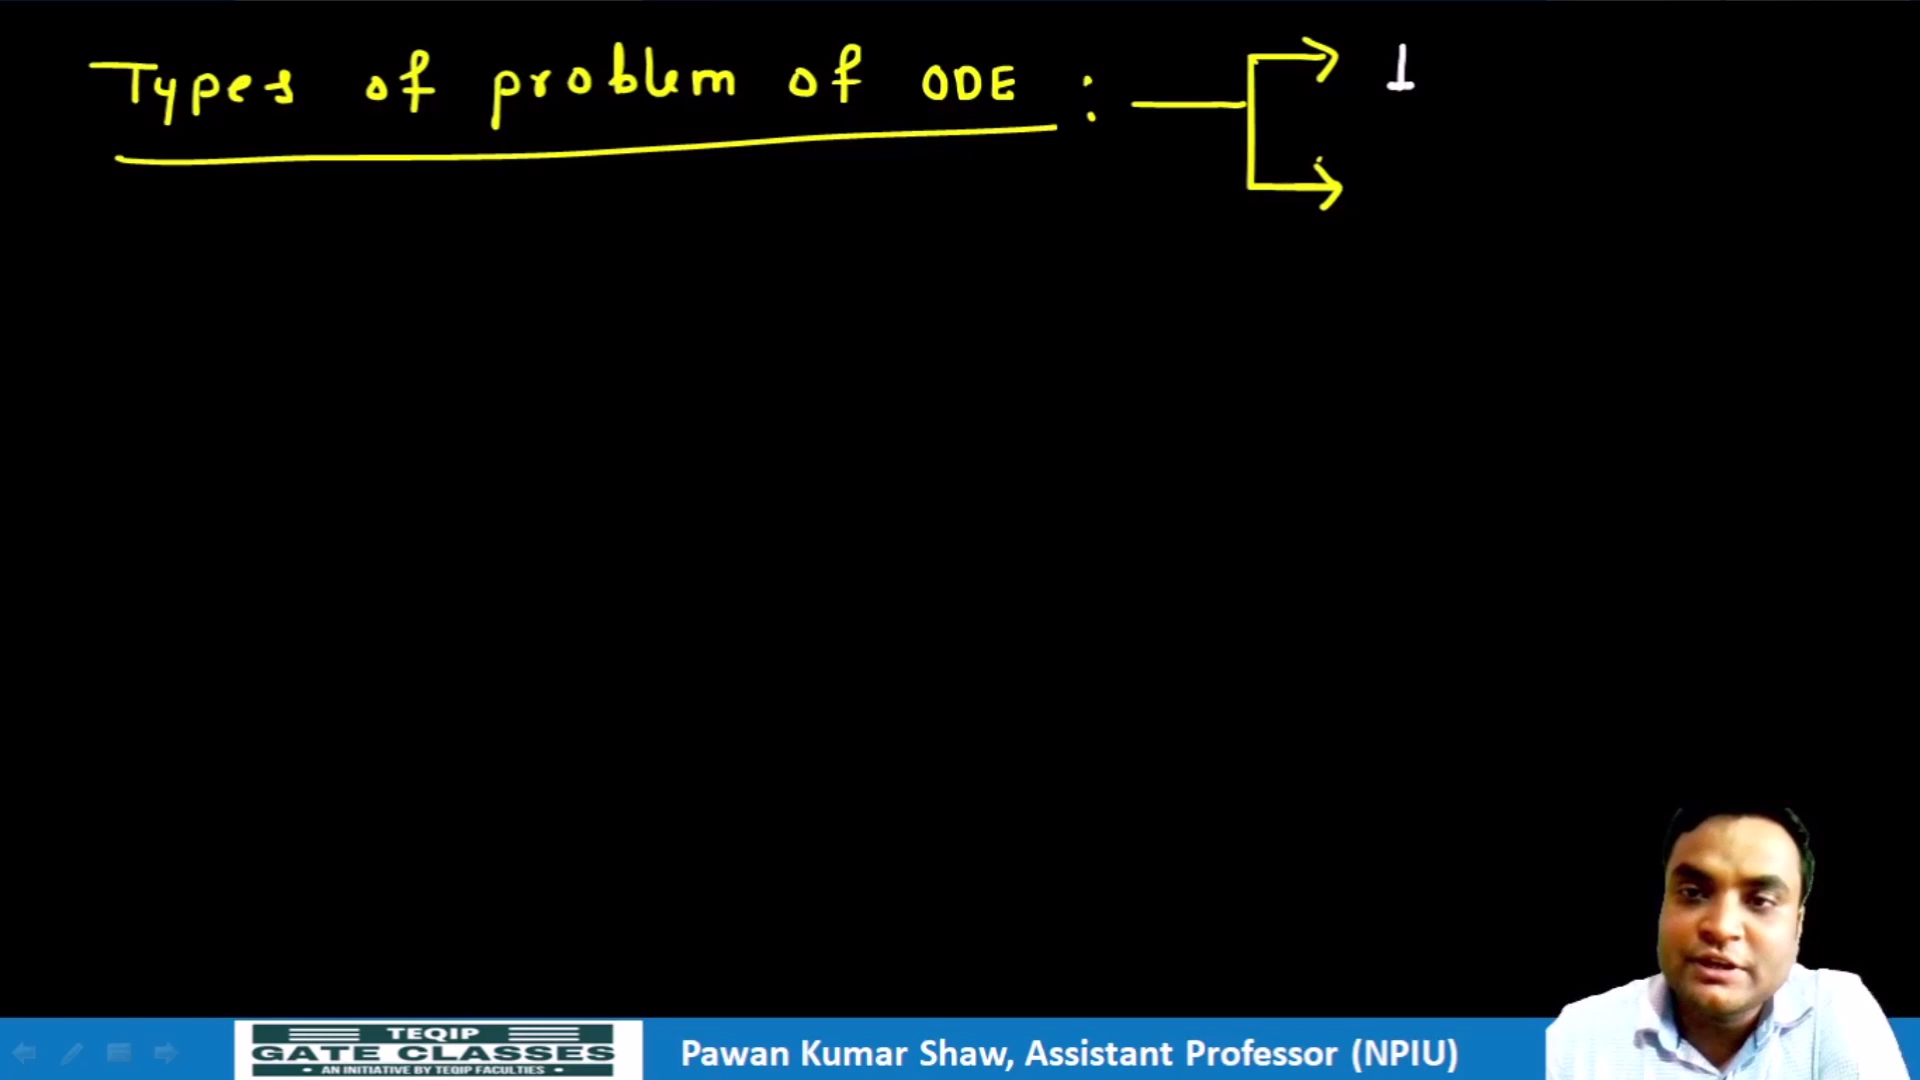 Types of problem of ODE :
TEQIP
GATE CLASSES
• AN INITIATIVE BY TEQIP FACULTIES •
Pawan Kumar Shaw, Assistant Professor (NPIU)